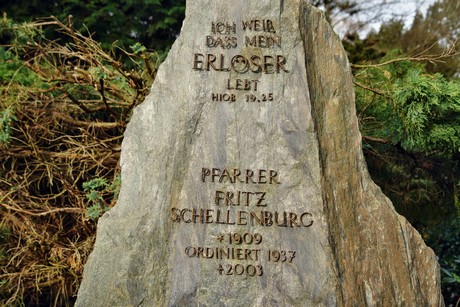 ICH WEIß,
DASS MEIN
ERLÖSER
LEBT
HIOB 19.25
PFARRER
FRITZ
SCHELLENBURG
*1909
ORDINIERT 1937
†2003